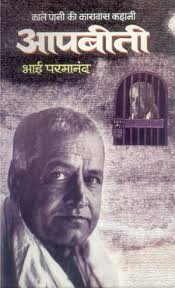 काले पानी की कारावास कहानी
आपबीती
भाई परमानंद